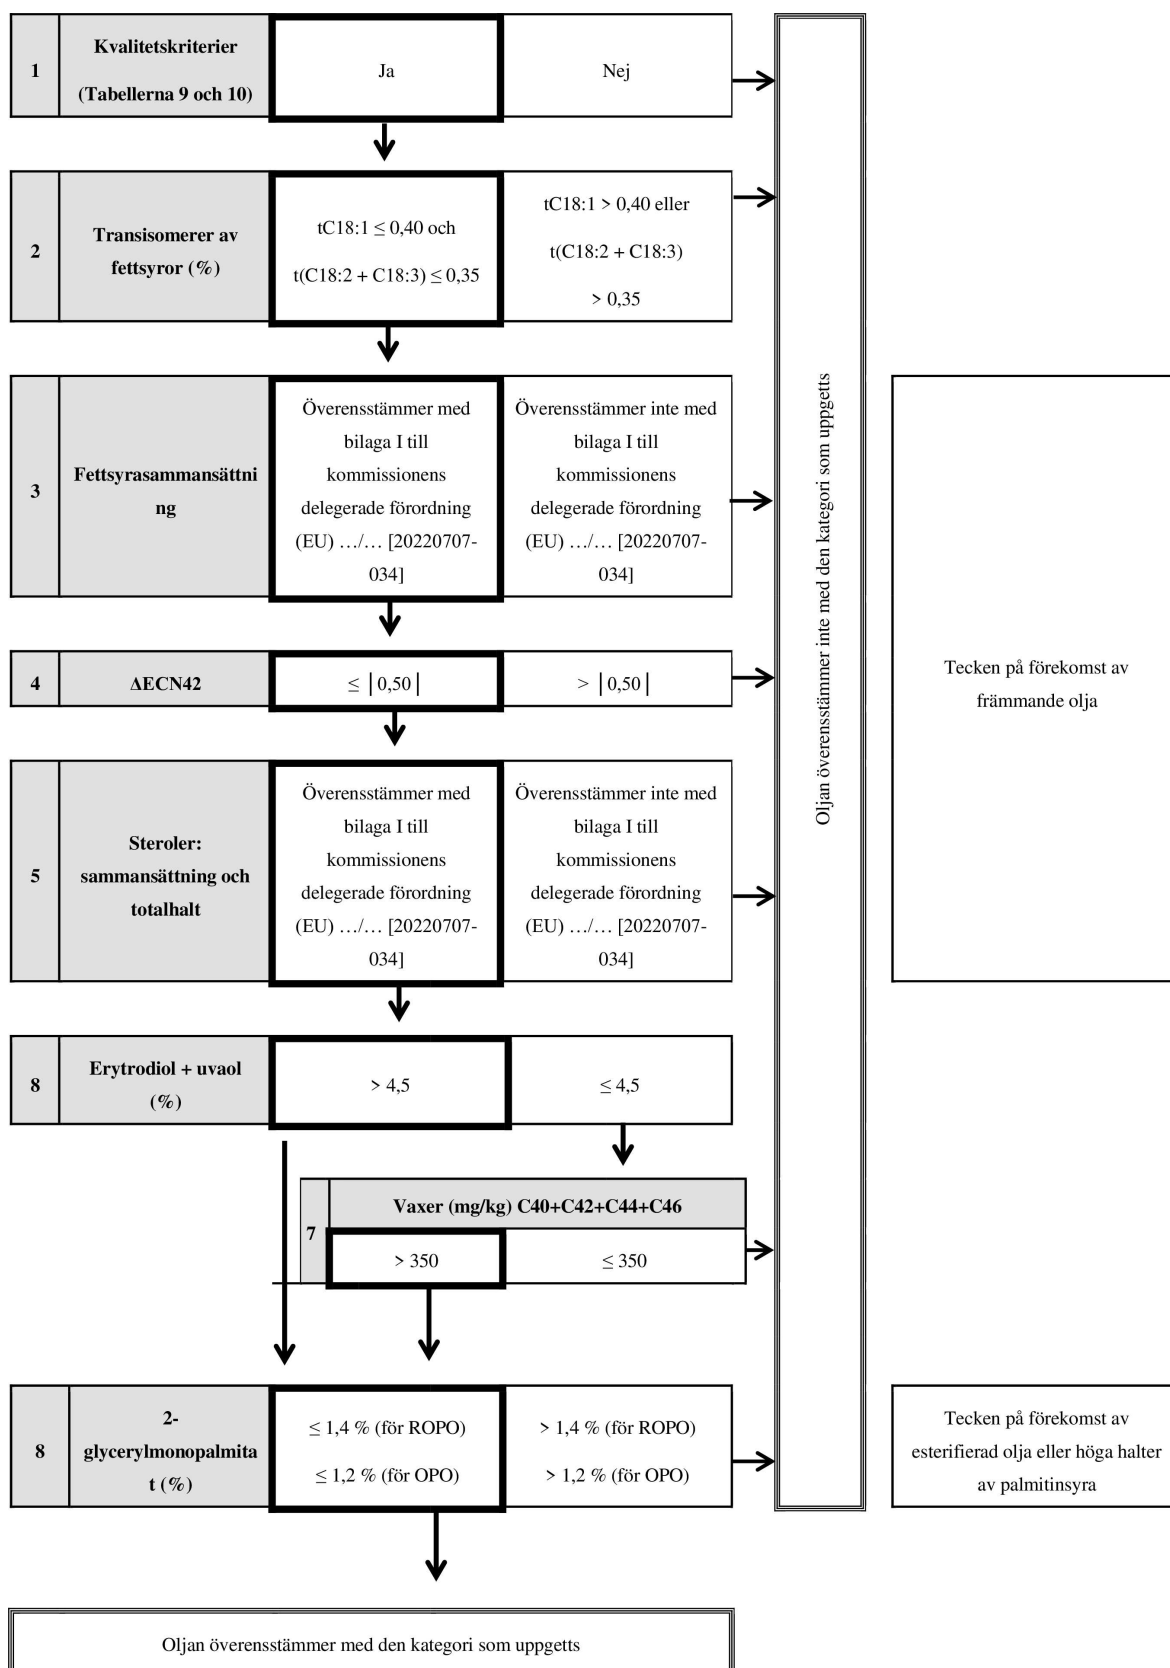 1
Kvalitetskriterier
(Tabellerna 9 och 10)
Ja
Nej
2
Transisomerer av
fettsyror (%)
tC18:1 ≤ 0,40 och
t(C18:2 + C18:3) ≤ 0,35
tC18:1 > 0,40 eller
t(C18:2 + C18:3)
> 0,35
3
Fettsyrasammansättni
ng
Överensstämmer med
bilaga I till
kommissionens
delegerade förordning
(EU) …/… [20220707-
034]
Överensstämmer inte med
bilaga I till
kommissionens
delegerade förordning
(EU) …/… [20220707-
034]
4
ΔECN42
≤ |0,50|
> |0,50|
5
Steroler:
sammansättning och
totalhalt
Överensstämmer med
bilaga I till
kommissionens
delegerade förordning
(EU) …/… [20220707-
034]
Överensstämmer inte med
bilaga I till
kommissionens
delegerade förordning
(EU) …/… [20220707-
034]
8
Erytrodiol + uvaol
(%)
> 4,5
≤ 4,5
7
Vaxer (mg/kg) C40+C42+C44+C46
> 350
≤ 350
8
2-
glycerylmonopalmita
t (%)
≤ 1,4 % (för ROPO)
≤ 1,2 % (för OPO)
> 1,4 % (för ROPO)
> 1,2 % (för OPO)
Oljan överensstämmer inte med den kategori som uppgetts
Tecken på förekomst av
främmande olja
Tecken på förekomst av
esterifierad olja eller höga halter
av palmitinsyra
Oljan överensstämmer med den kategori som uppgetts